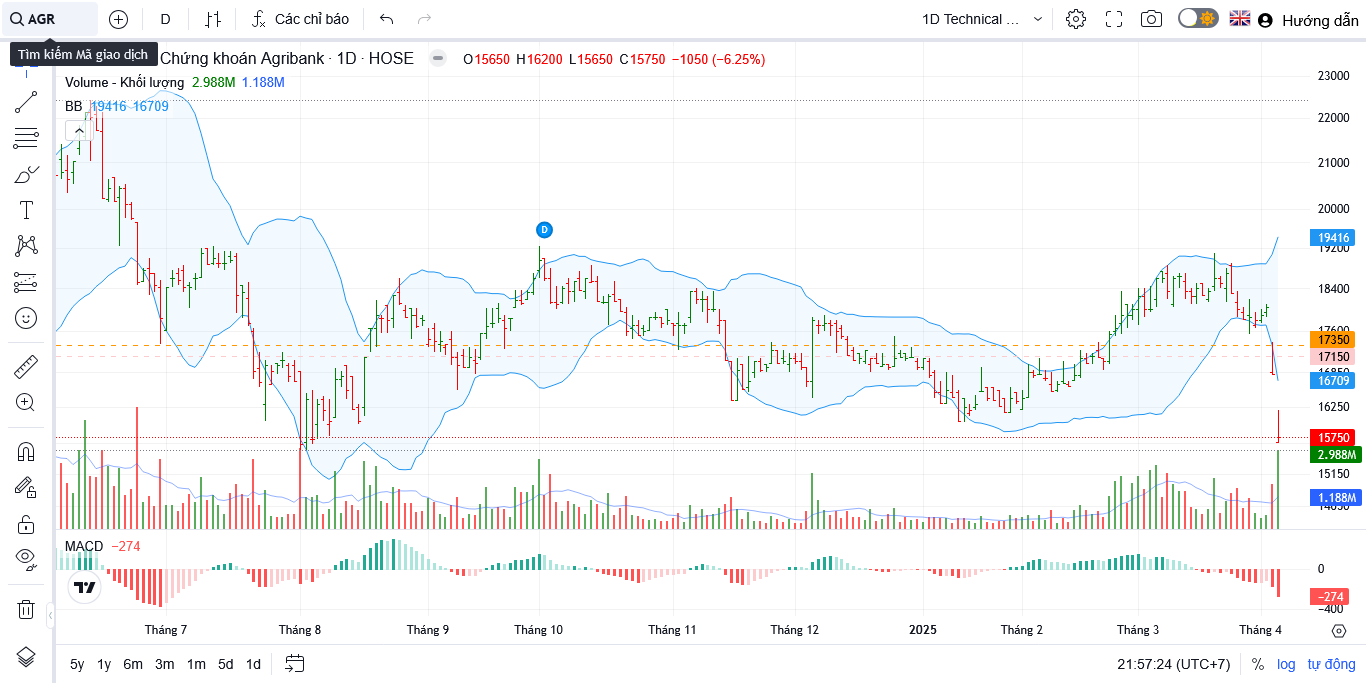 AGR D Các chỉ báo 1D Technical ... Hướng dẫn
Tìm kiếm Mã giao dịch
Chứng khoán Agribank · 1D · HOSE O15650 H16200 L15650 C15750 −1050 (−6.25%)
Volume - Khối lượng 2.988M 1.188M
BB 19416 16709
D
23000
22000
21000
20000
19416
19200
18400
17600
17350
17150
16850
16709
16250
15750
2.988M
15150
1.188M
14050
MACD −274
0
−274
−400
Tháng 7 Tháng 8 Tháng 9 Tháng 10 Tháng 11 Tháng 12 2025 Tháng 2 Tháng 3 Tháng 4
5y 1y 6m 3m 1m 5d 1d 21:57:24 (UTC+7) % log tự động